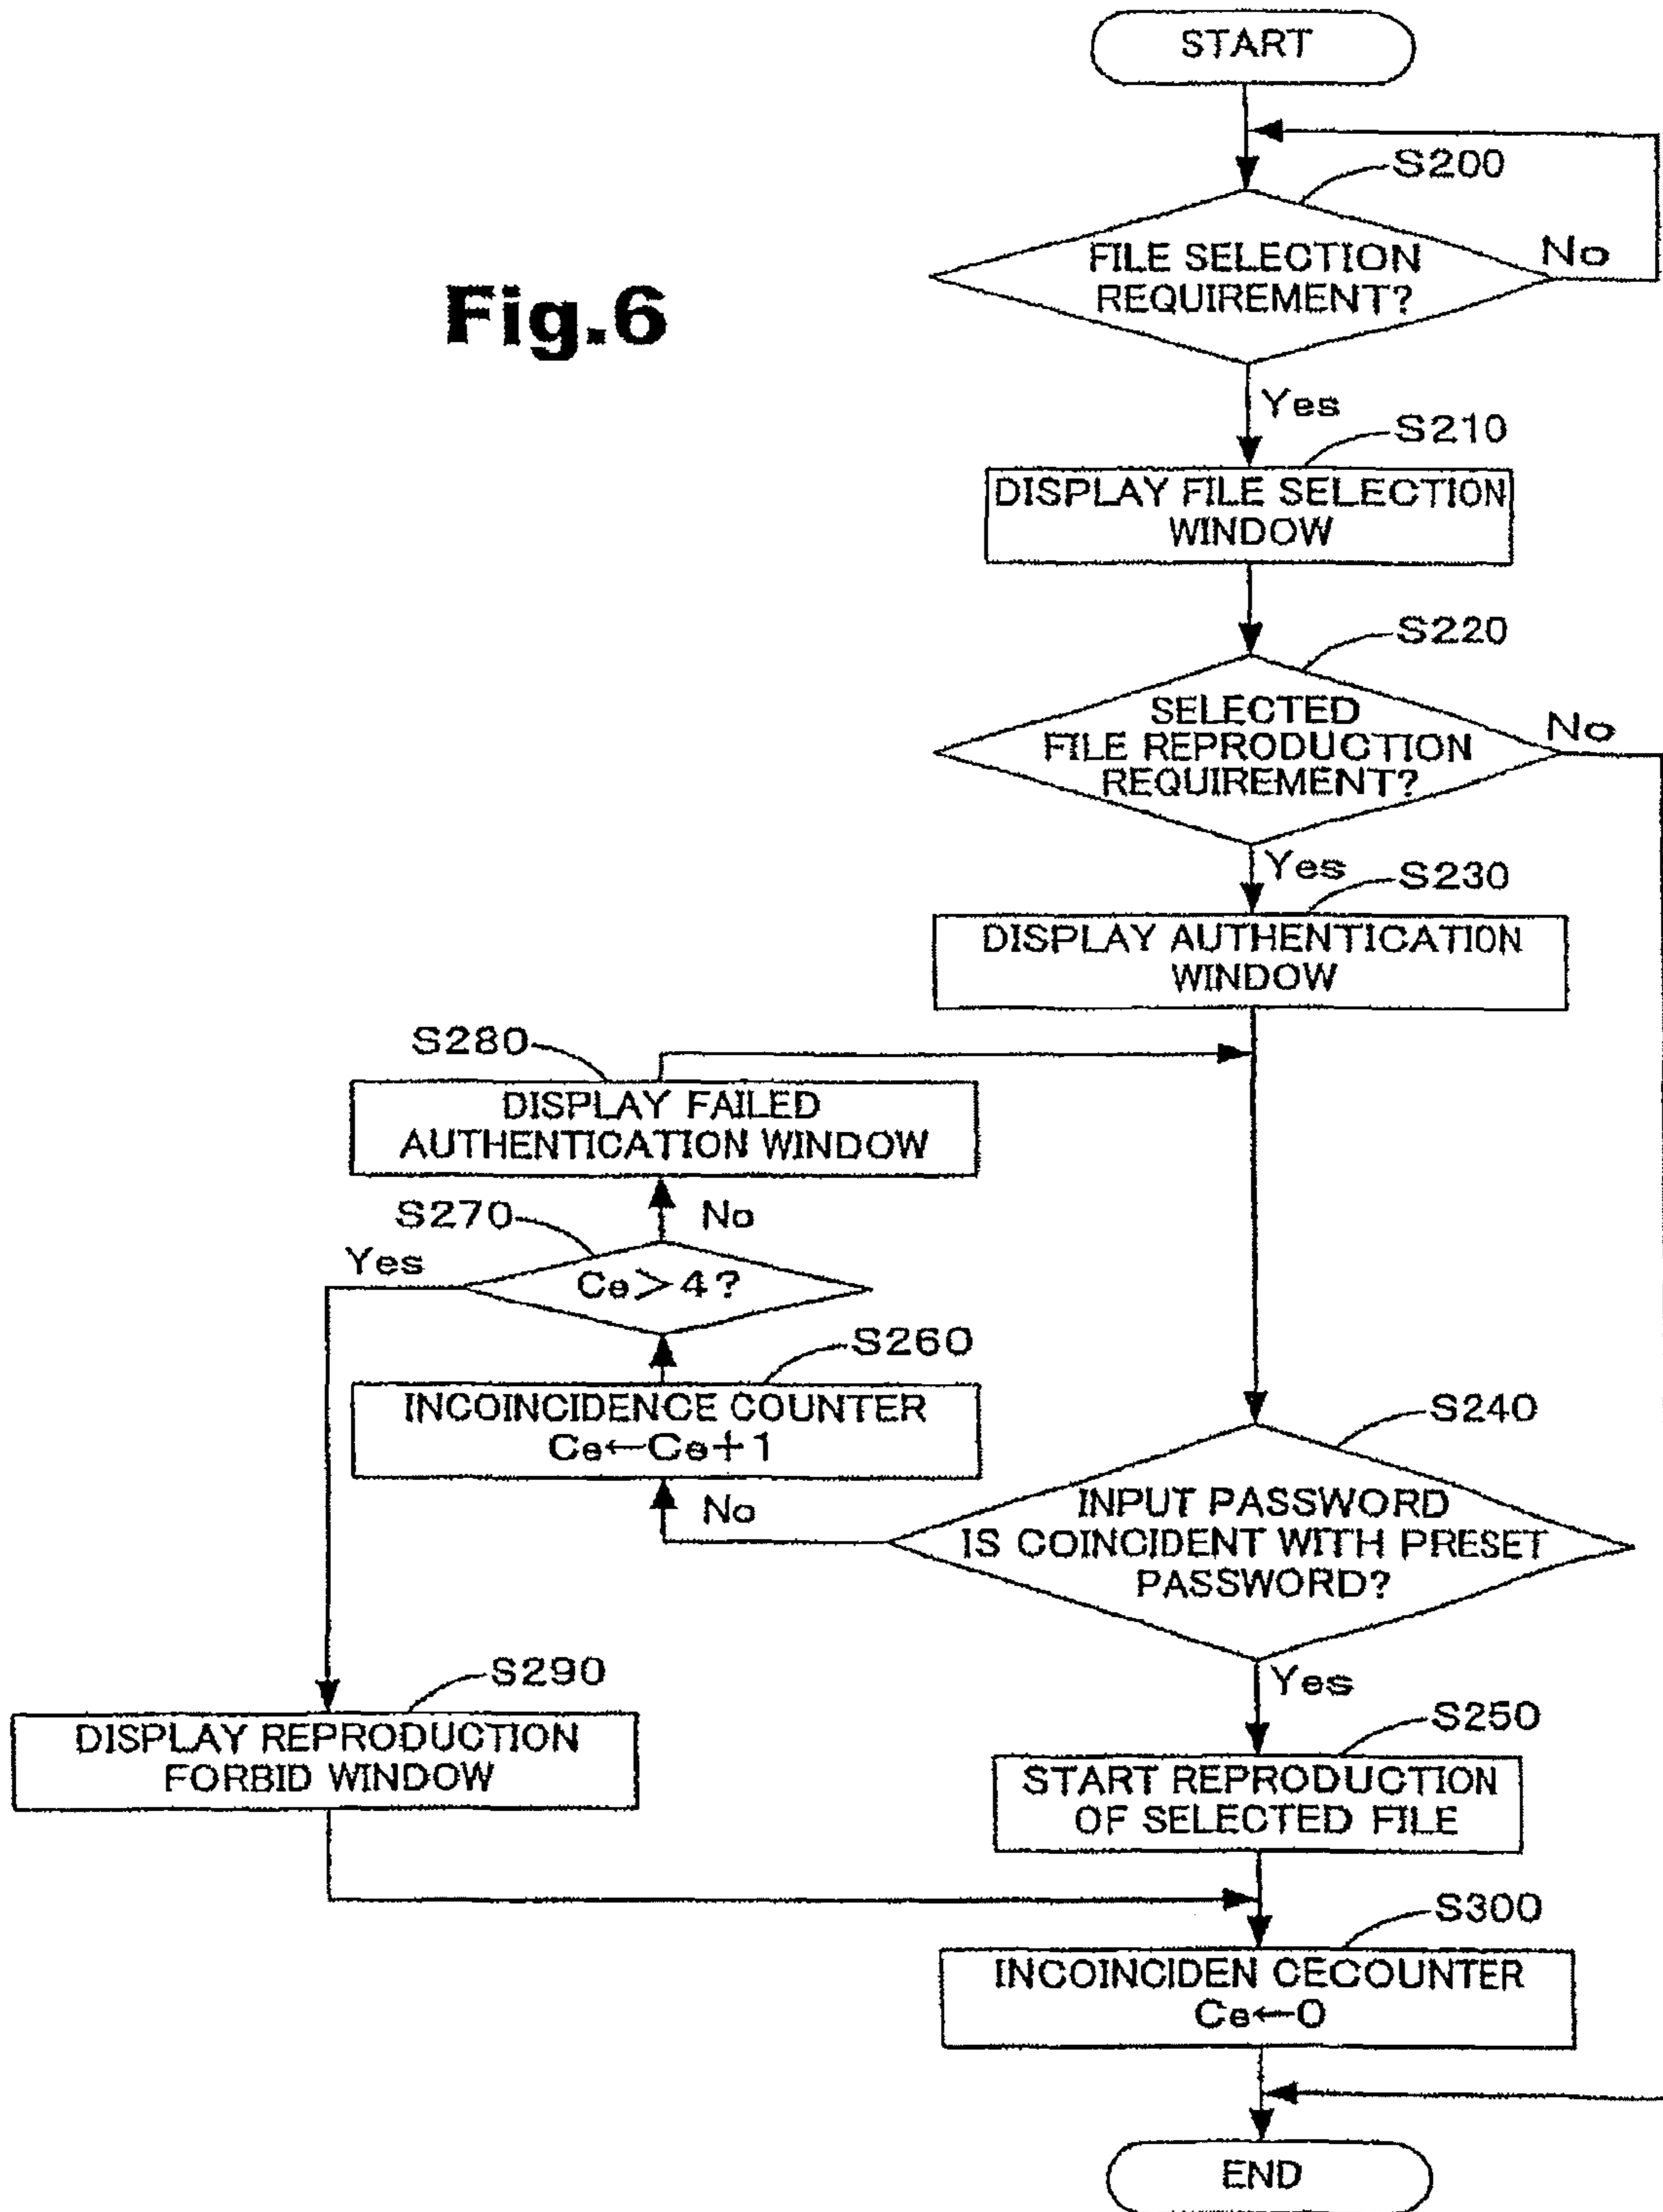 START
S200
FILE SELECTION
REQUIREMENT?
No
Fig.6
Yes
S210
DISPLAY FILE SELECTION
WINDOW
S220
SELECTED
FILE REPRODUCTION
REQUIREMENT?
No
Yes
S230
DISPLAY AUTHENTICATION
WINDOW
S280
DISPLAY FAILED
AUTHENTICATION WINDOW
S270
No
Yes
Ce>4?
S260
INCOINCIDENCE COUNTER
Ce←Ce+1
No
S240
INPUT PASSWORD
IS COINCIDENT WITH PRESET
PASSWORD?
Yes
S290
DISPLAY REPRODUCTION
FORBID WINDOW
S250
START REPRODUCTION
OF SELECTED FILE
S300
INCOINCIDEN CECOUNTER
Ce←0
END